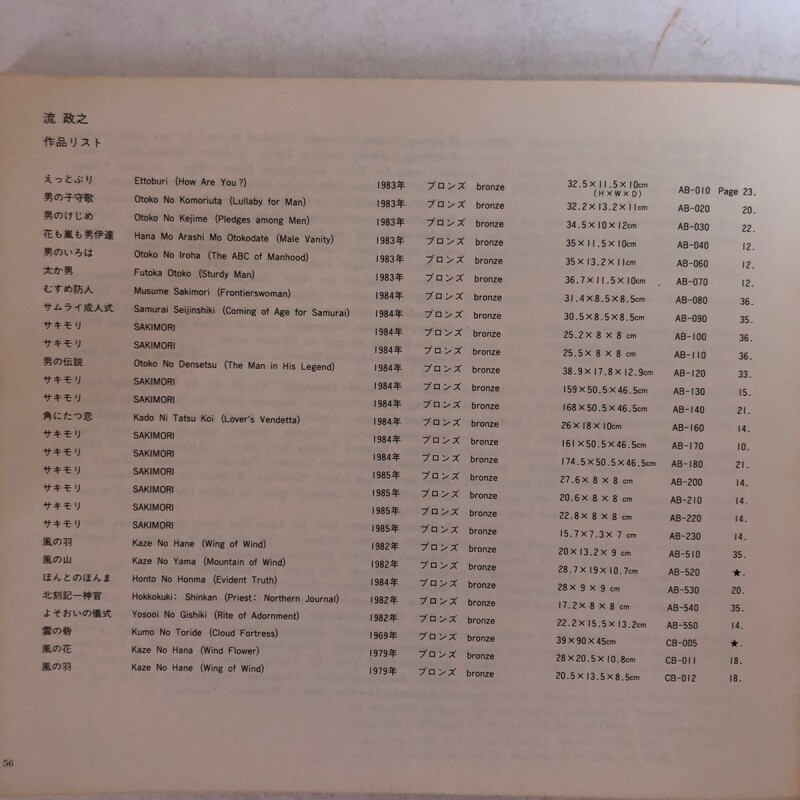 流 政之
作品リスト
えっとぶり Ettoburi (How Are You?) 1983年 ブロンズ bronze 32.5×11.5×10cm AB-010 Page 23.
(H×W×D)
男の子守歌 Otoko No Komoriuta (Lullaby for Man) 1983年 ブロンズ bronze 32.2×13.2×11cm AB-020 20.
男のけじめ Otoko No Kejime (Pledges among Men) 1983年 ブロンズ bronze 34.5×10×12cm AB-030 22.
花も嵐も男伊達 Hana Mo Arashi Mo Otokodate (Male Vanity) 1983年 ブロンズ bronze 35×11.5×10cm AB-040 12.
男のいろは Otoko No Iroha (The ABC of Manhood) 1983年 ブロンズ bronze 35×13.2×11cm AB-060 12.
太か男 Futoka Otoko (Sturdy Man) 1983年 ブロンズ bronze 36.7×11.5×10cm AB-070 12.
むすめ防人 Musume Sakimori (Frontierswoman) 1984年 ブロンズ bronze 31.4×8.5×8.5cm AB-080 36.
サムライ成人式 Samurai Seijinshiki (Coming of Age for Samurai) 1984年 ブロンズ bronze 30.5×8.5×8.5cm AB-090 35.
サキモリ SAKIMORI 1984年 ブロンズ bronze 25.2×8×8 cm AB-100 36.
サキモリ SAKIMORI 1984年 ブロンズ bronze 25.5×8×8 cm AB-110 36.
男の伝説 Otoko No Densetsu (The Man in His Legend) 1984年 ブロンズ bronze 38.9×17.8×12.9cm AB-120 33.
サキモリ SAKIMORI 1984年 ブロンズ bronze 159×50.5×46.5cm AB-130 15.
サキモリ SAKIMORI 1984年 ブロンズ bronze 168×50.5×46.5cm AB-140 21.
角にたつ恋 Kado Ni Tatsu Koi (Lover's Vendetta) 1984年 ブロンズ bronze 26×18×10cm AB-160 14.
サキモリ SAKIMORI 1984年 ブロンズ bronze 161×50.5×46.5cm AB-170 10.
サキモリ SAKIMORI 1984年 ブロンズ bronze 174.5×50.5×46.5cm AB-180 21.
サキモリ SAKIMORI 1985年 ブロンズ bronze 27.6×8×8 cm AB-200 14.
サキモリ SAKIMORI 1985年 ブロンズ bronze 20.6×8×8 cm AB-210 14.
サキモリ SAKIMORI 1985年 ブロンズ bronze 22.8×8×8 cm AB-220 14.
サキモリ SAKIMORI 1985年 ブロンズ bronze 15.7×7.3×7 cm AB-230 14.
風の羽 Kaze No Hane (Wing of Wind) 1982年 ブロンズ bronze 20×13.2×9 cm AB-510 35.
風の山 Kaze No Yama (Mountain of Wind) 1982年 ブロンズ bronze 28.7×19×10.7cm AB-520 ★.
ほんとのほんま Honto No Honma (Evident Truth) 1984年 ブロンズ bronze 28×9×9 cm AB-530 20.
北刻記―神官 Hokkokuki: Shinkan (Priest: Northern Journal) 1982年 ブロンズ bronze 17.2×8×8 cm AB-540 35.
よそおいの儀式 Yosooi No Gishiki (Rite of Adornment) 1982年 ブロンズ bronze 22.2×15.5×13.2cm AB-550 14.
雲の砦 Kumo No Toride (Cloud Fortress) 1969年 ブロンズ bronze 39×90×45cm CB-005 ★.
風の花 Kaze No Hana (Wind Flower) 1979年 ブロンズ bronze 28×20.5×10.8cm CB-011 18.
風の羽 Kaze No Hane (Wing of Wind) 1979年 ブロンズ bronze 20.5×13.5×8.5cm CB-012 18.
56